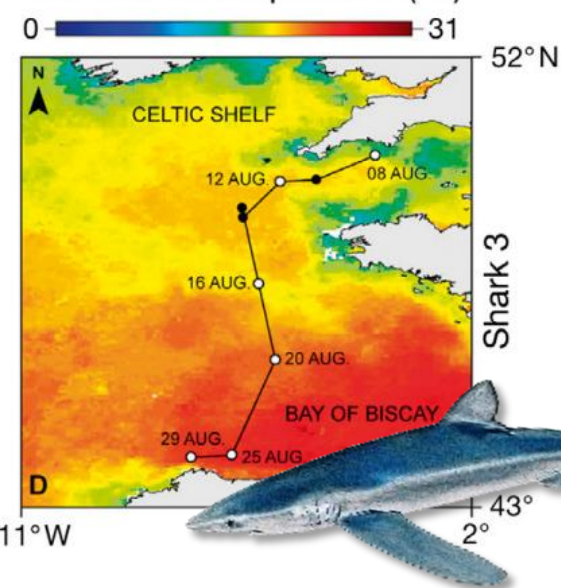 0
31
52°N
N
CELTIC SHELF
12 AUG.
08 AUG.
16 AUG.
Shark 3
20 AUG.
BAY OF BISCAY
29 AUG.
25 AUG.
D
43°
11°W
2°